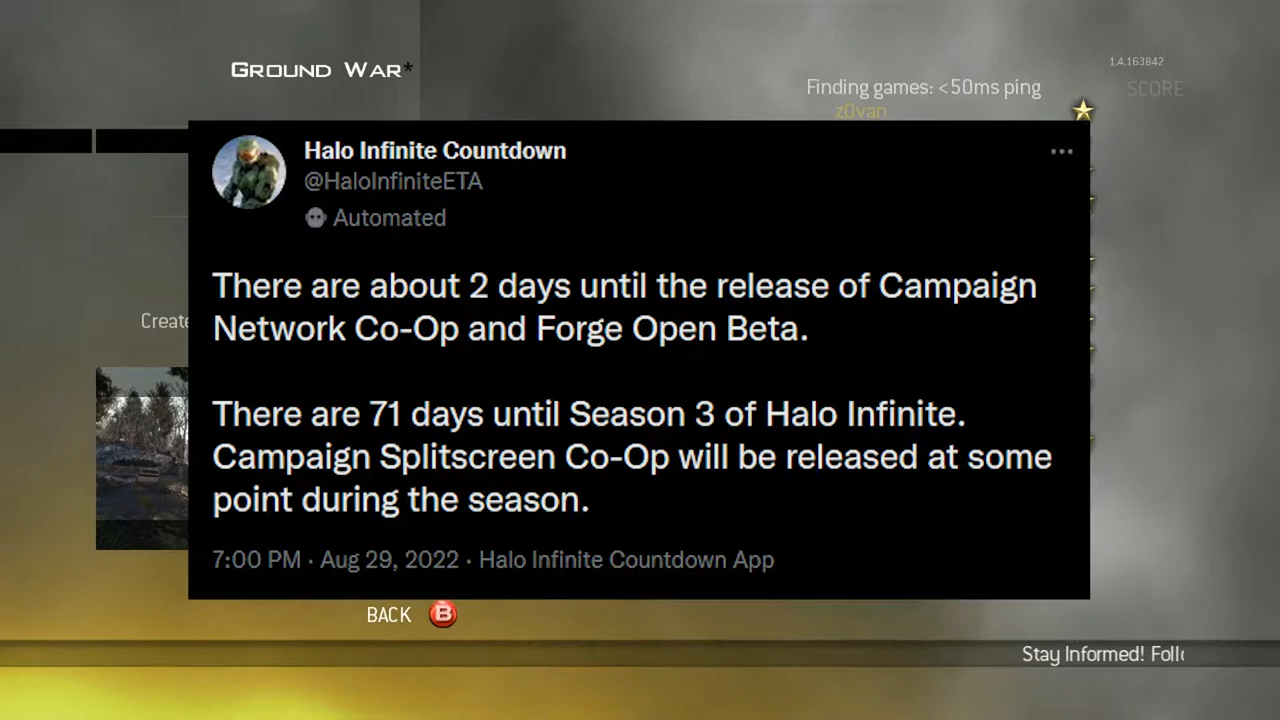 GROUND WAR*
1.4.163842
Finding games: <50ms ping
SCORE
z0van
Halo Infinite Countdown
@HaloInfiniteETA
Automated
There are about 2 days until the release of Campaign
Network Co-Op and Forge Open Beta.
Create
There are 71 days until Season 3 of Halo Infinite.
Campaign Splitscreen Co-Op will be released at some
point during the season.
7:00 PM · Aug 29, 2022 · Halo Infinite Countdown App
BACK B
Stay Informed! Foll